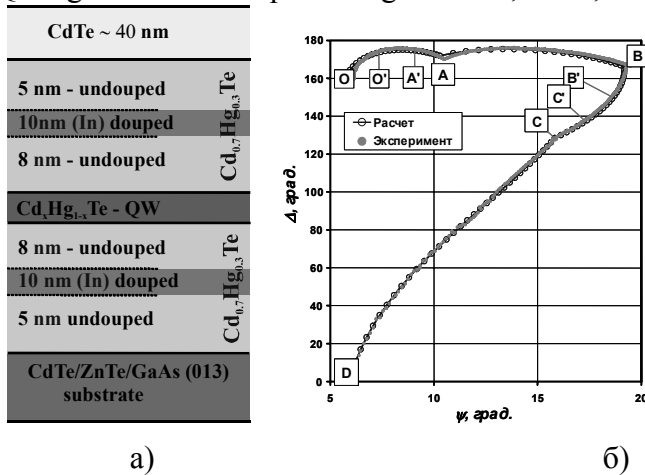 CdTe ~ 40 nm
5 nm - undouped
10nm (In) douped
8 nm - undouped
Cd0.7Hg0.3Te
CdxHg1-xTe - QW
8 nm - undouped
10 nm (In) douped
5 nm undouped
Cd0.7Hg0.3Te
CdTe/ZnTe/GaAs (013)
substrate
а)
Δ, град.
180
160
140
120
100
80
60
40
20
0
O
O'
A'
A
B
B'
C'
C
D
Расчет
Эксперимент
5
10
15
20
ψ, град.
б)